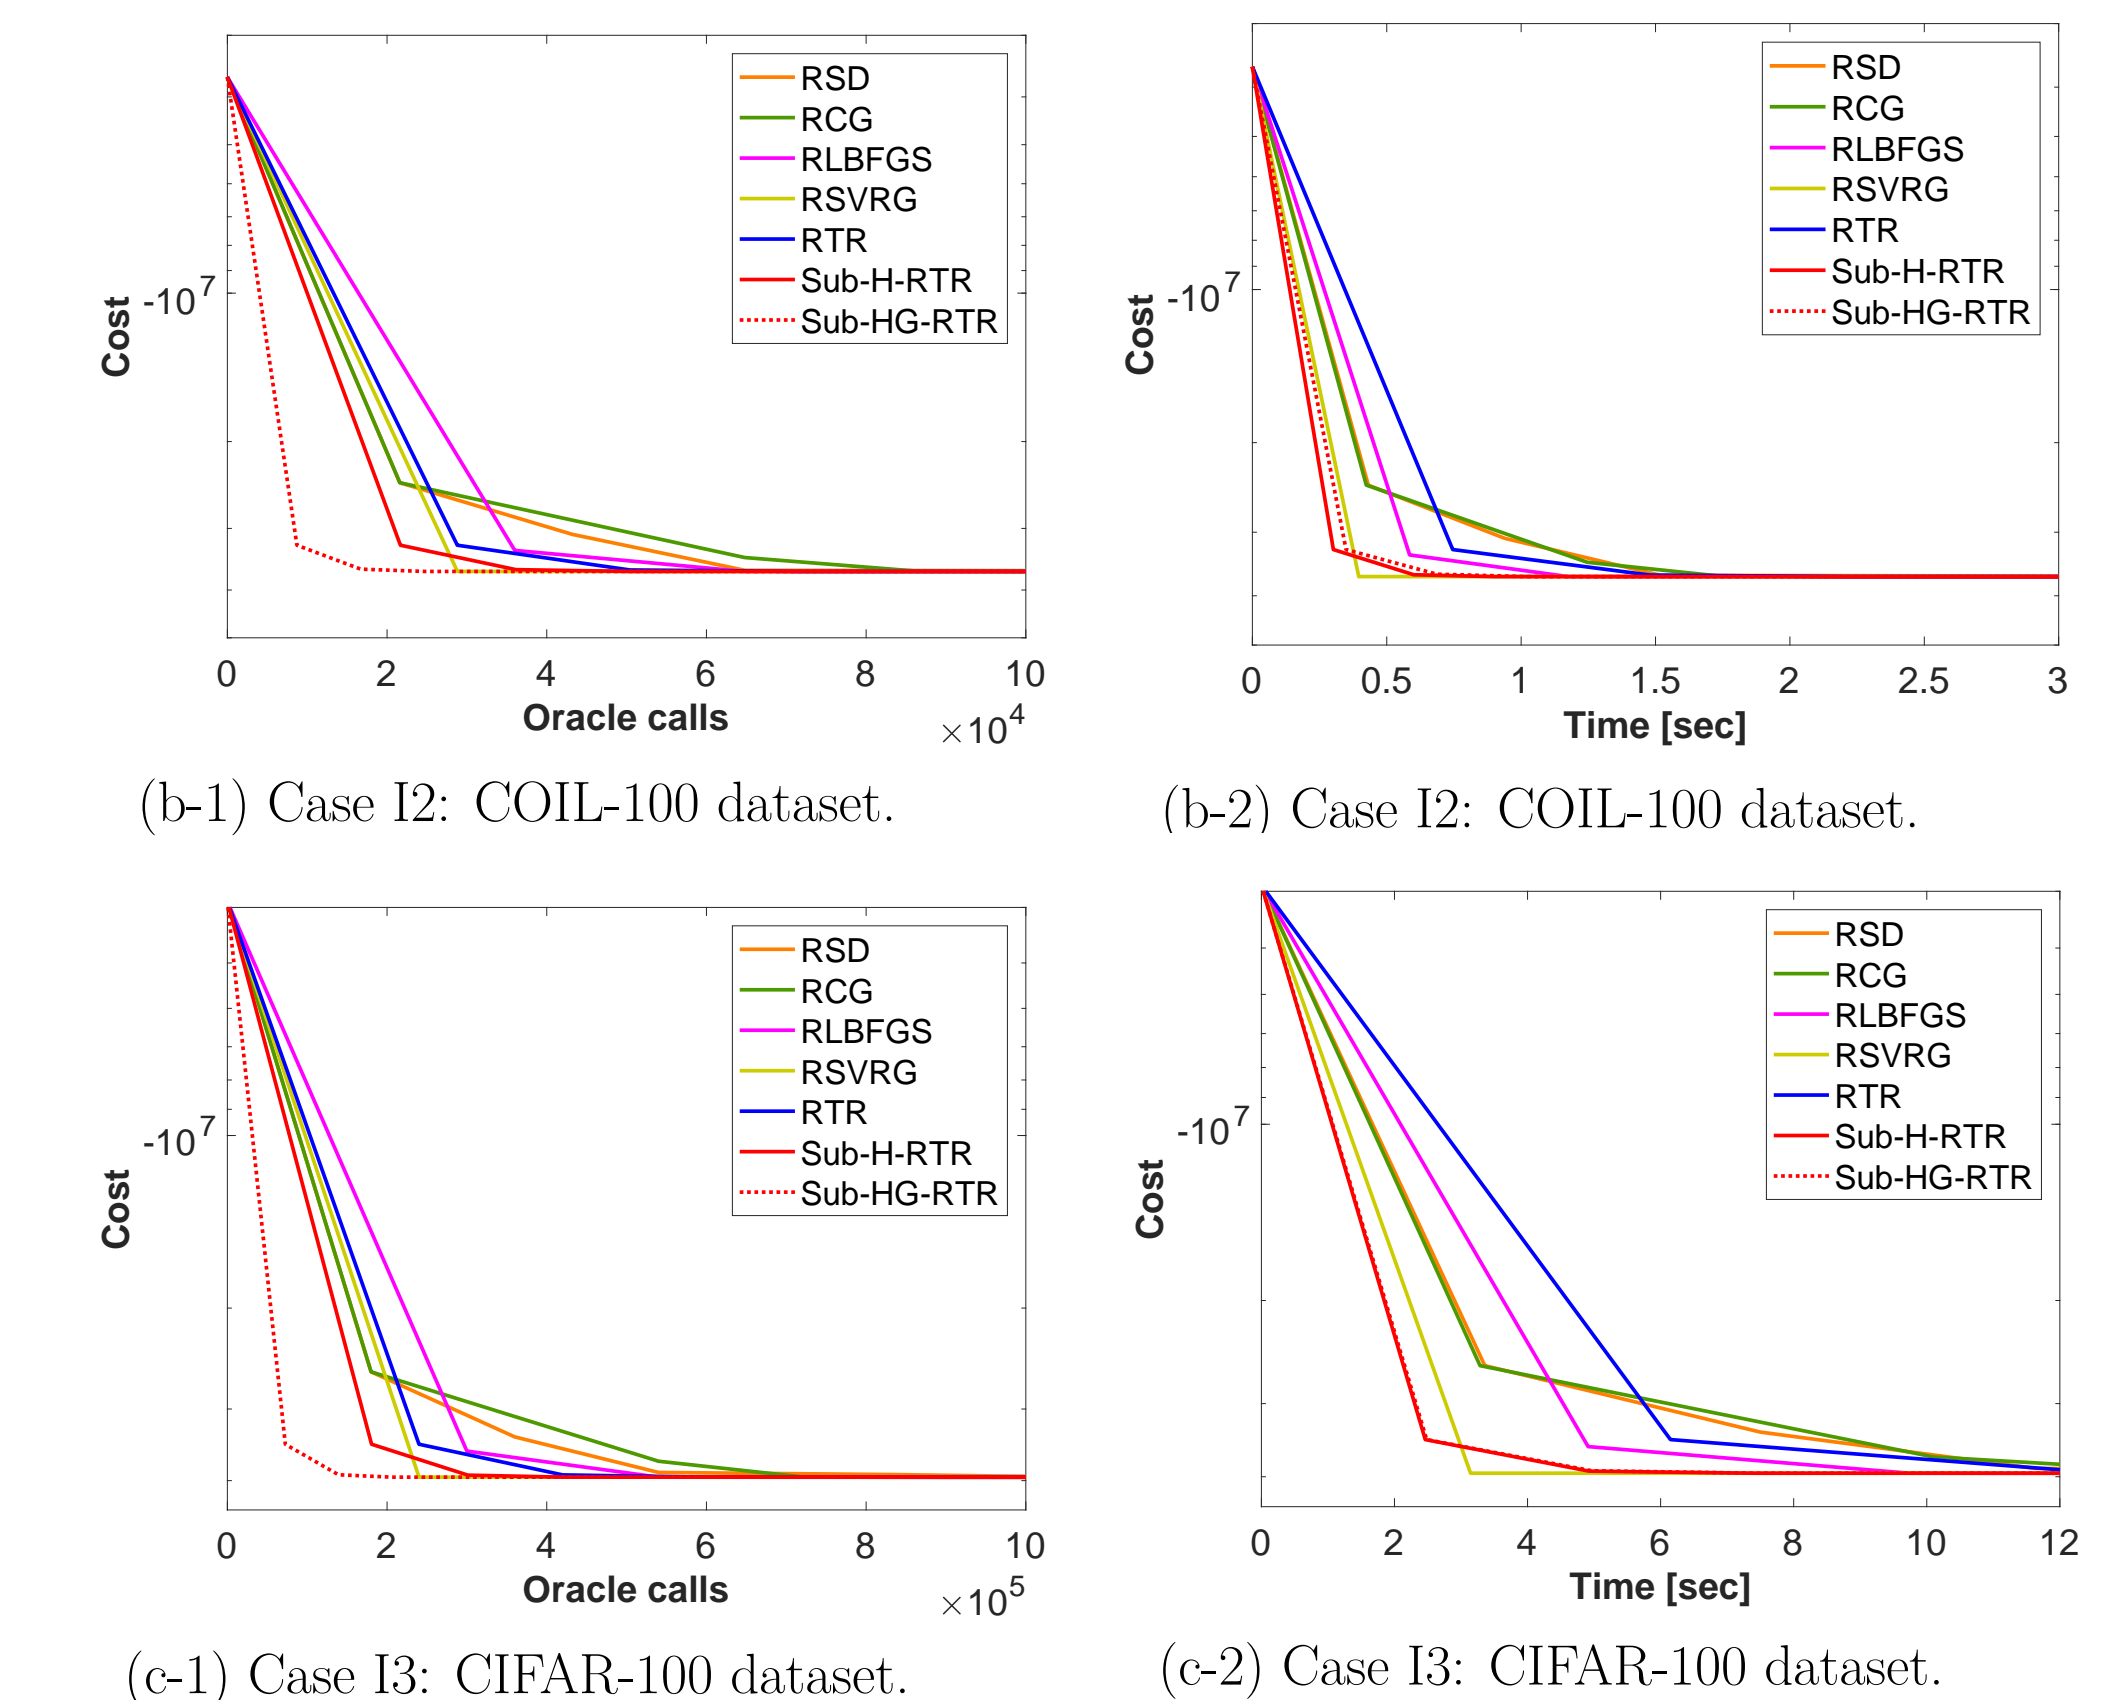 RSD
RCG
RLBFGS
RSVRG
RTR
Sub-H-RTR
Sub-HG-RTR
Cost
-10^7
0 2 4 6 8 10
Oracle calls
×10^4
(b-1) Case I2: COIL-100 dataset.
RSD
RCG
RLBFGS
RSVRG
RTR
Sub-H-RTR
Sub-HG-RTR
Cost
-10^7
0 0.5 1 1.5 2 2.5 3
Time [sec]
(b-2) Case I2: COIL-100 dataset.
RSD
RCG
RLBFGS
RSVRG
RTR
Sub-H-RTR
Sub-HG-RTR
Cost
-10^7
0 2 4 6 8 10
Oracle calls
×10^5
(c-1) Case I3: CIFAR-100 dataset.
RSD
RCG
RLBFGS
RSVRG
RTR
Sub-H-RTR
Sub-HG-RTR
Cost
-10^7
0 2 4 6 8 10 12
Time [sec]
(c-2) Case I3: CIFAR-100 dataset.